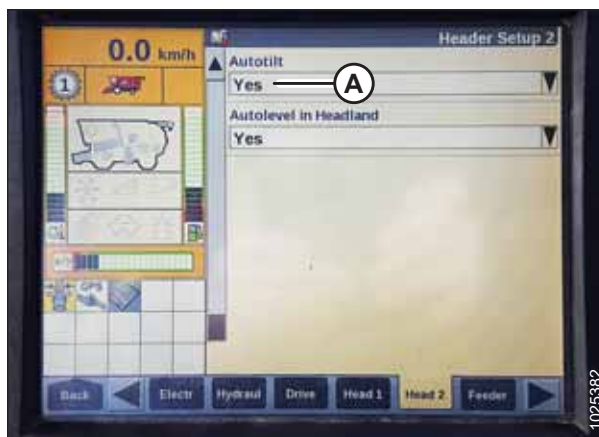 0.0 km/h
Header Setup 2
1
Autotilt
Yes
A
Autolevel in Headland
Yes
Back
Electr
Hydraul
Drive
Head 1
Head 2
Feeder
1025382